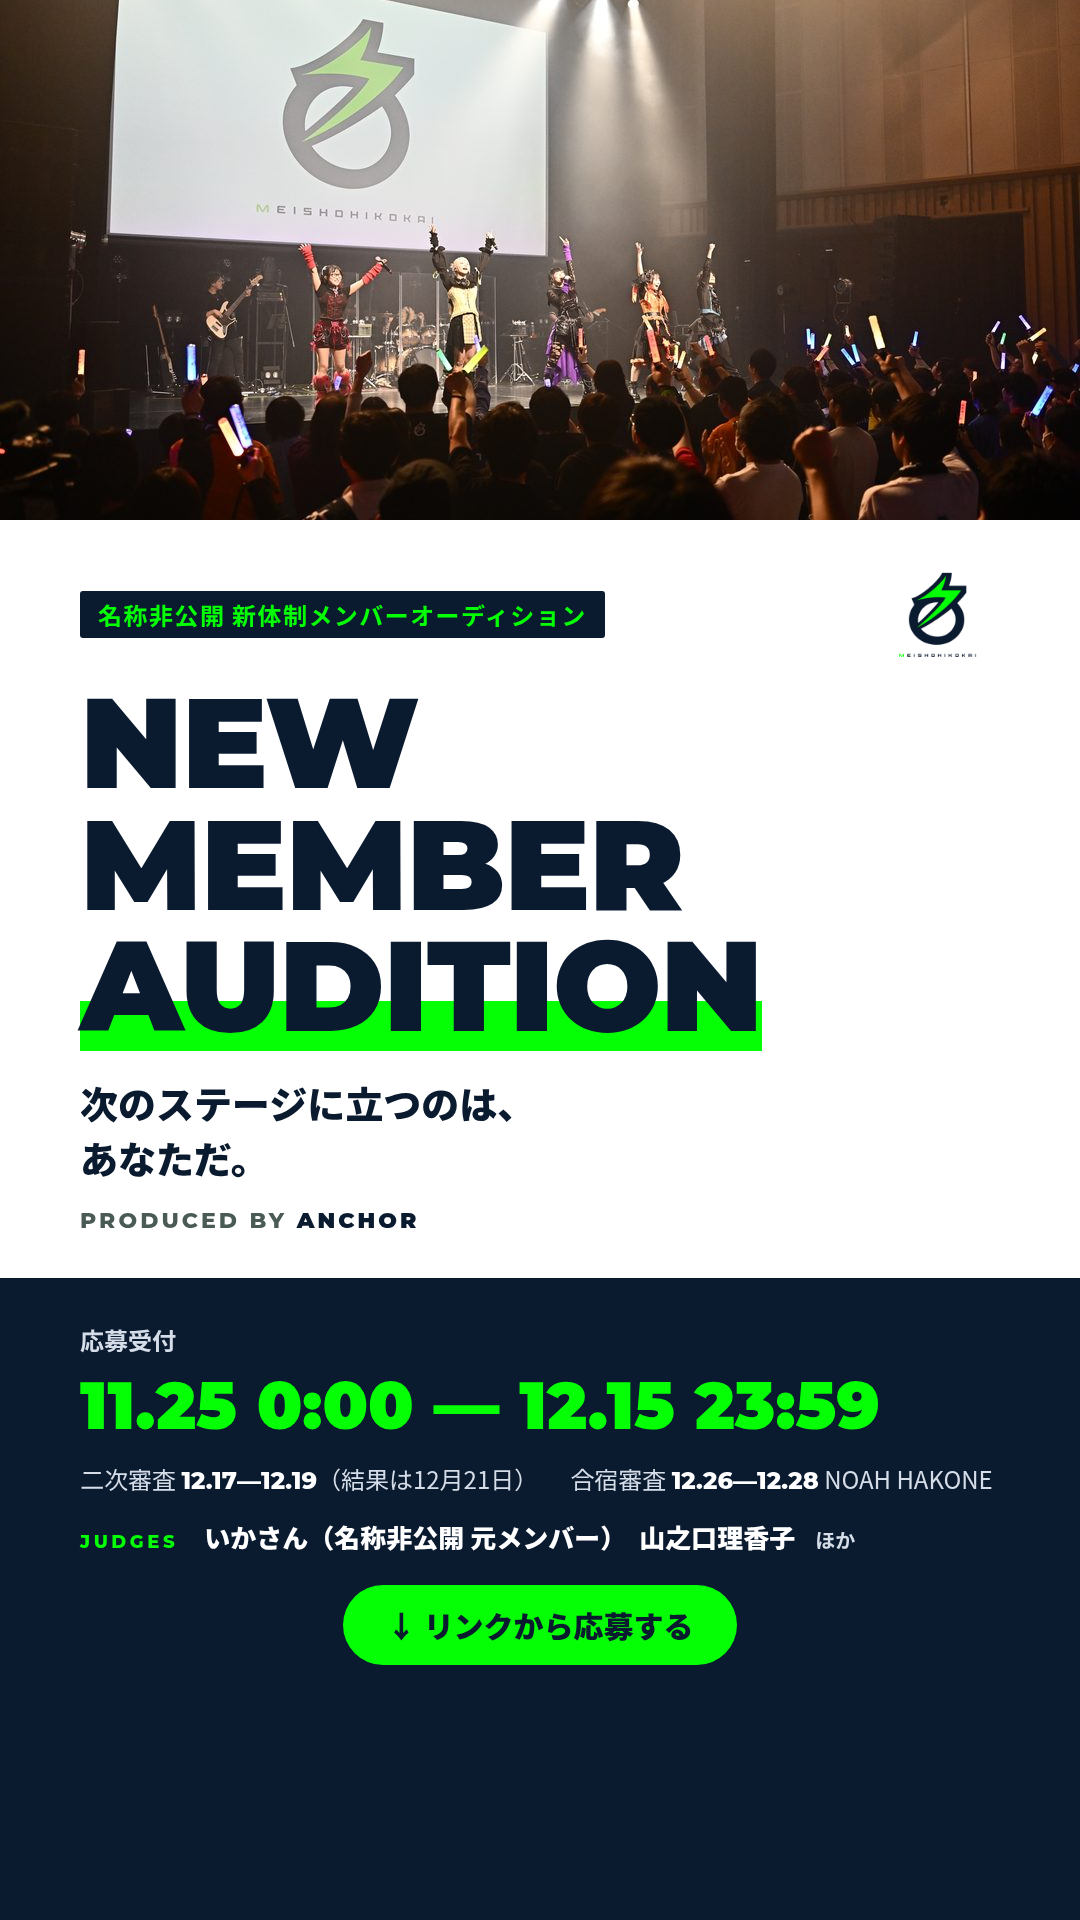 MEISHOHIKOKAI
名称非公開 新体制メンバーオーディション
MEISHOHIKOKAI
NEW
MEMBER
AUDITION
次のステージに立つのは、
あなただ。
PRODUCED BY ANCHOR
応募受付
11.25 0:00 — 12.15 23:59
二次審査 12.17—12.19（結果は12月21日） 合宿審査 12.26—12.28 NOAH HAKONE
JUDGES いかさん（名称非公開 元メンバー） 山之口理香子 ほか
↓ リンクから応募する